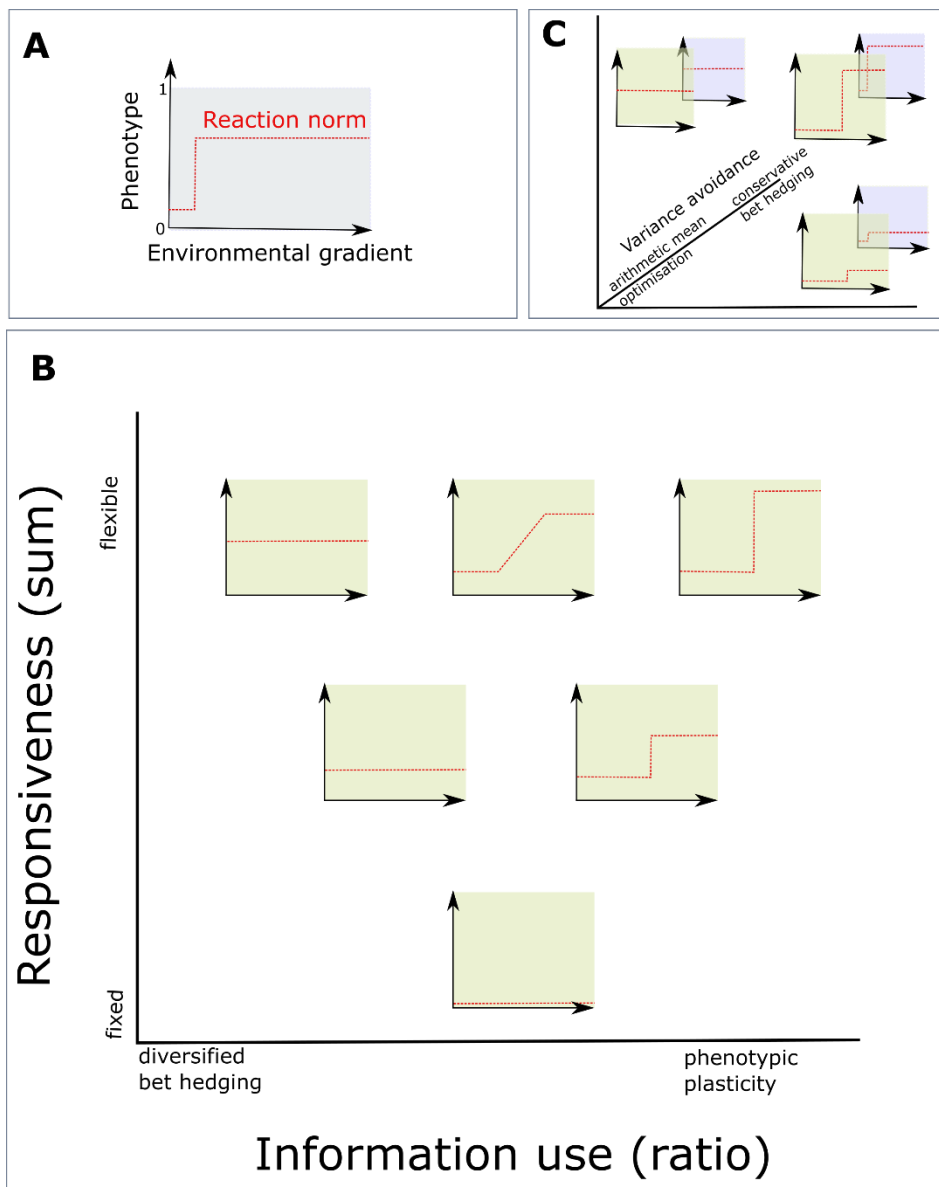 A
1
Phenotype
Reaction norm
0
Environmental gradient
C
Variance avoidance
arithmetic mean
optimisation
conservative
bet hedging
B
Responsiveness (sum)
flexible
fixed
diversified
bet hedging
phenotypic
plasticity
Information use (ratio)